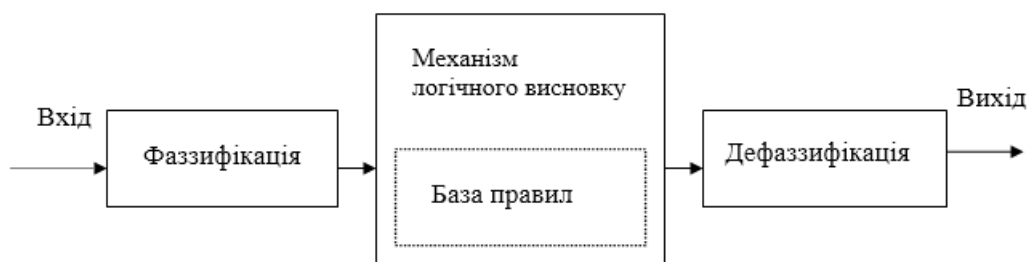 Вхід
Фаззифікація
Механізм
логічного висновку
База правил
Дефаззифікація
Вихід